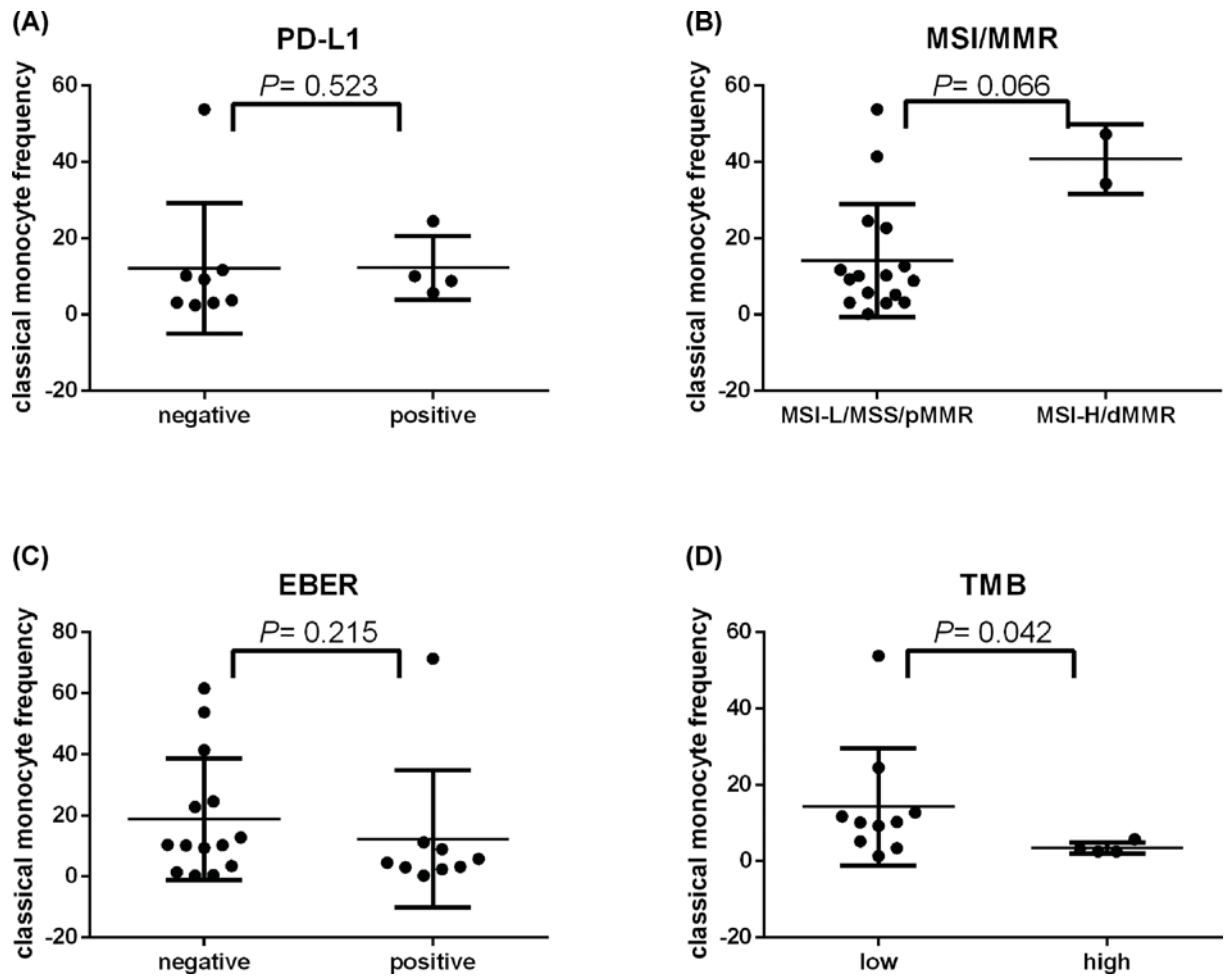 (A)
PD-L1
P= 0.523
classical monocyte frequency
60
40
20
0
-20
negative positive
(B)
MSI/MMR
P= 0.066
classical monocyte frequency
60
40
20
0
-20
MSI-L/MSS/pMMR MSI-H/dMMR
(C)
EBER
P= 0.215
classical monocyte frequency
80
60
40
20
0
-20
negative positive
(D)
TMB
P= 0.042
classical monocyte frequency
60
40
20
0
-20
low high